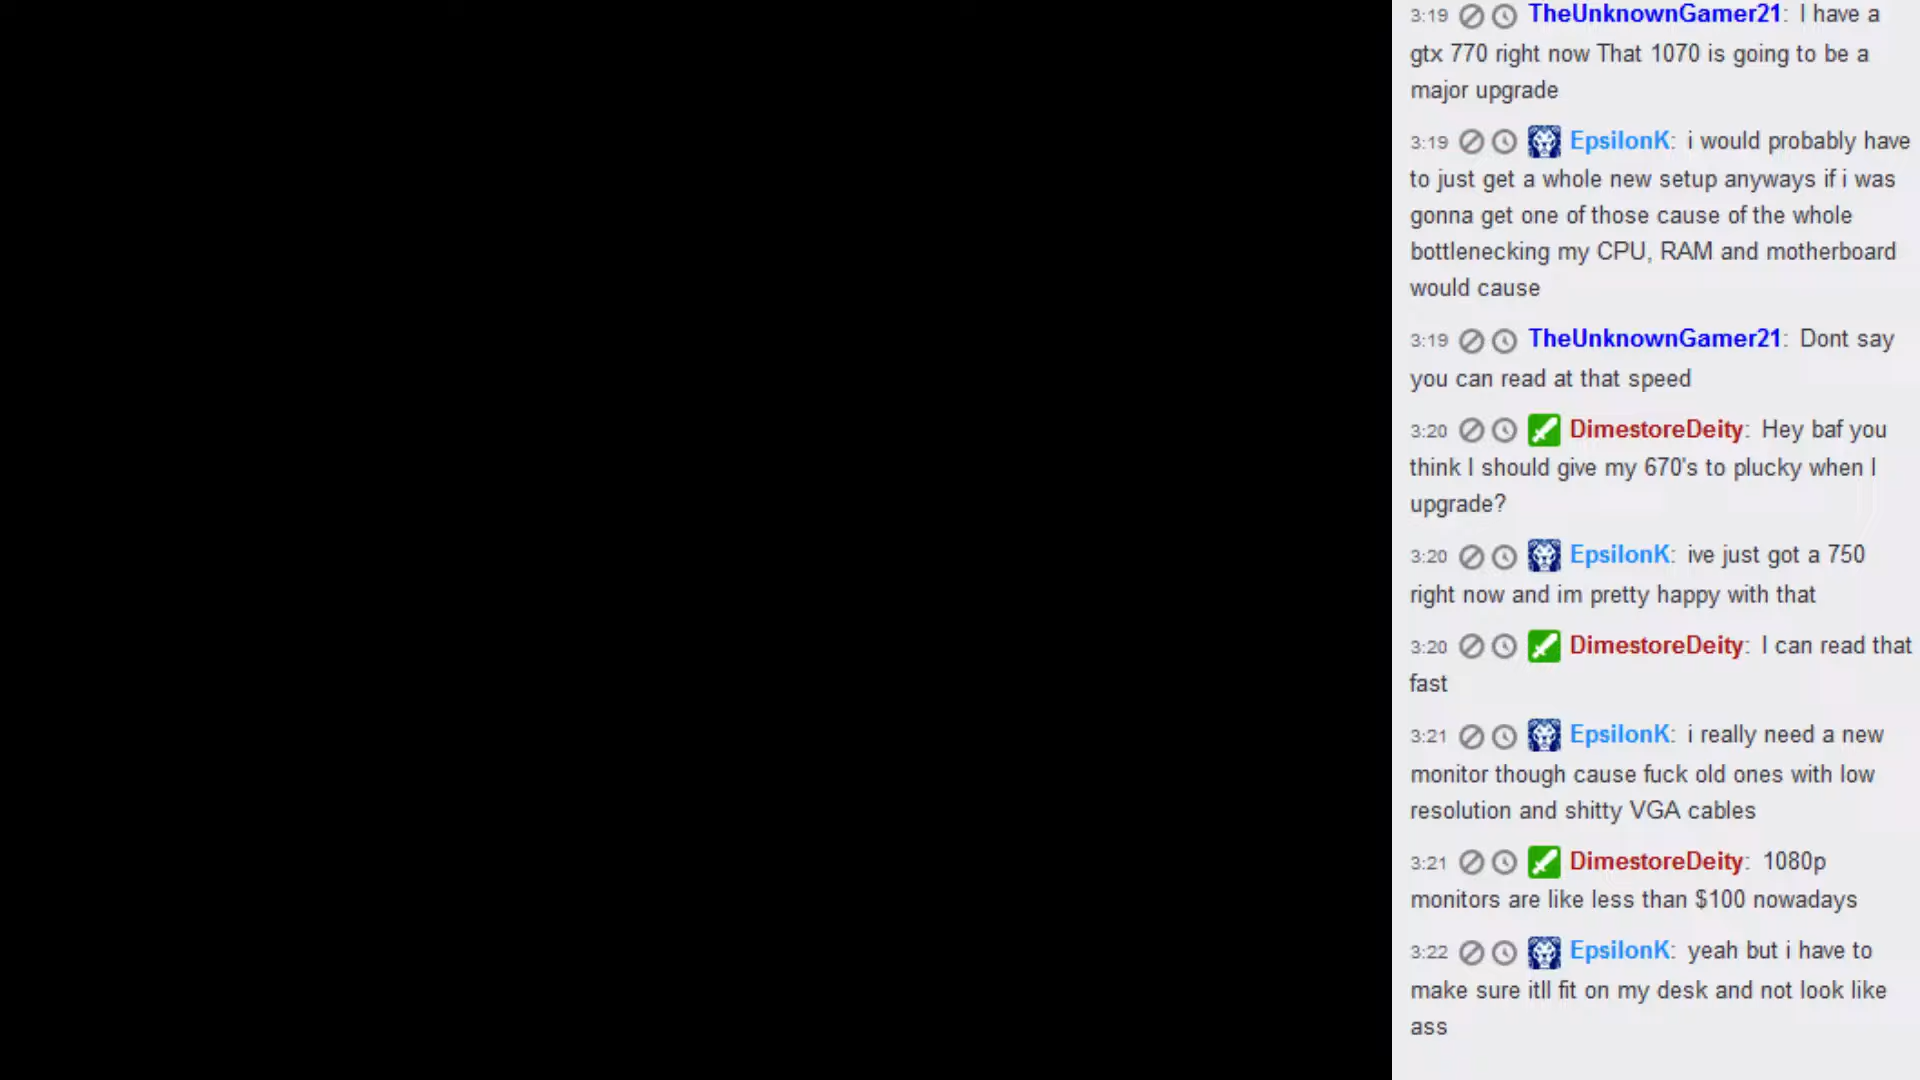 3:19 TheUnknownGamer21: I have a
gtx 770 right now That 1070 is going to be a
major upgrade
3:19 EpsilonK: i would probably have
to just get a whole new setup anyways if i was
gonna get one of those cause of the whole
bottlenecking my CPU, RAM and motherboard
would cause
3:19 TheUnknownGamer21: Dont say
you can read at that speed
3:20 DimestoreDeity: Hey baf you
think I should give my 670's to plucky when I
upgrade?
3:20 EpsilonK: ive just got a 750
right now and im pretty happy with that
3:20 DimestoreDeity: I can read that
fast
3:21 EpsilonK: i really need a new
monitor though cause fuck old ones with low
resolution and shitty VGA cables
3:21 DimestoreDeity: 1080p
monitors are like less than $100 nowadays
3:22 EpsilonK: yeah but i have to
make sure itll fit on my desk and not look like
ass